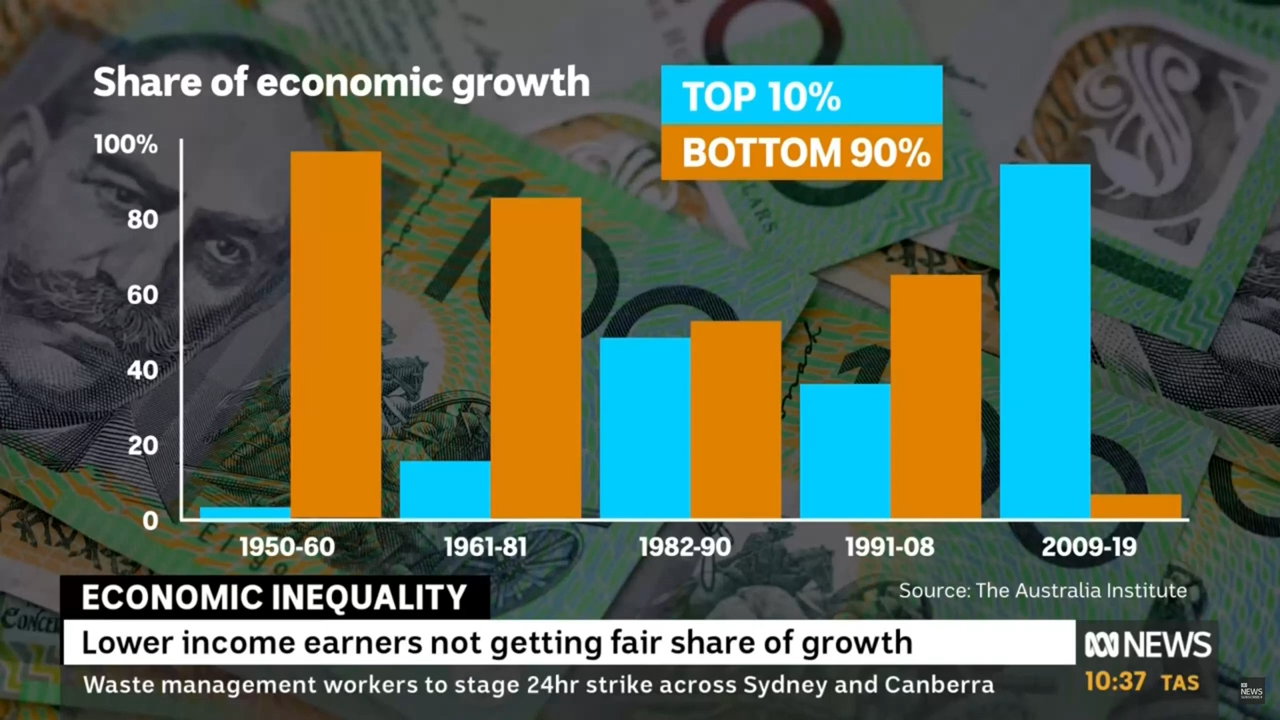 Share of economic growth
TOP 10%
BOTTOM 90%
100%
80
60
40
20
0
1950-60 1961-81 1982-90 1991-08 2009-19
Source: The Australia Institute
ECONOMIC INEQUALITY
Lower income earners not getting fair share of growth
NEWS
Waste management workers to stage 24hr strike across Sydney and Canberra
10:37 TAS
NEWS